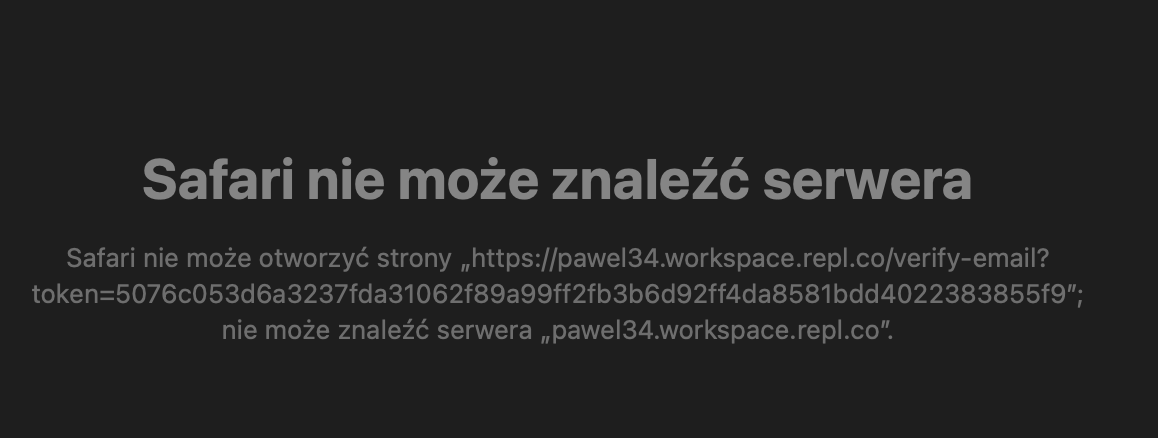 Safari nie może znaleźć serwera
Safari nie może otworzyć strony „https://pawel34.workspace.repl.co/verify-email?
token=5076c053d6a3237fda31062f89a99ff2fb3b6d92ff4da8581bdd4022383855f9”;
nie może znaleźć serwera „pawel34.workspace.repl.co”.